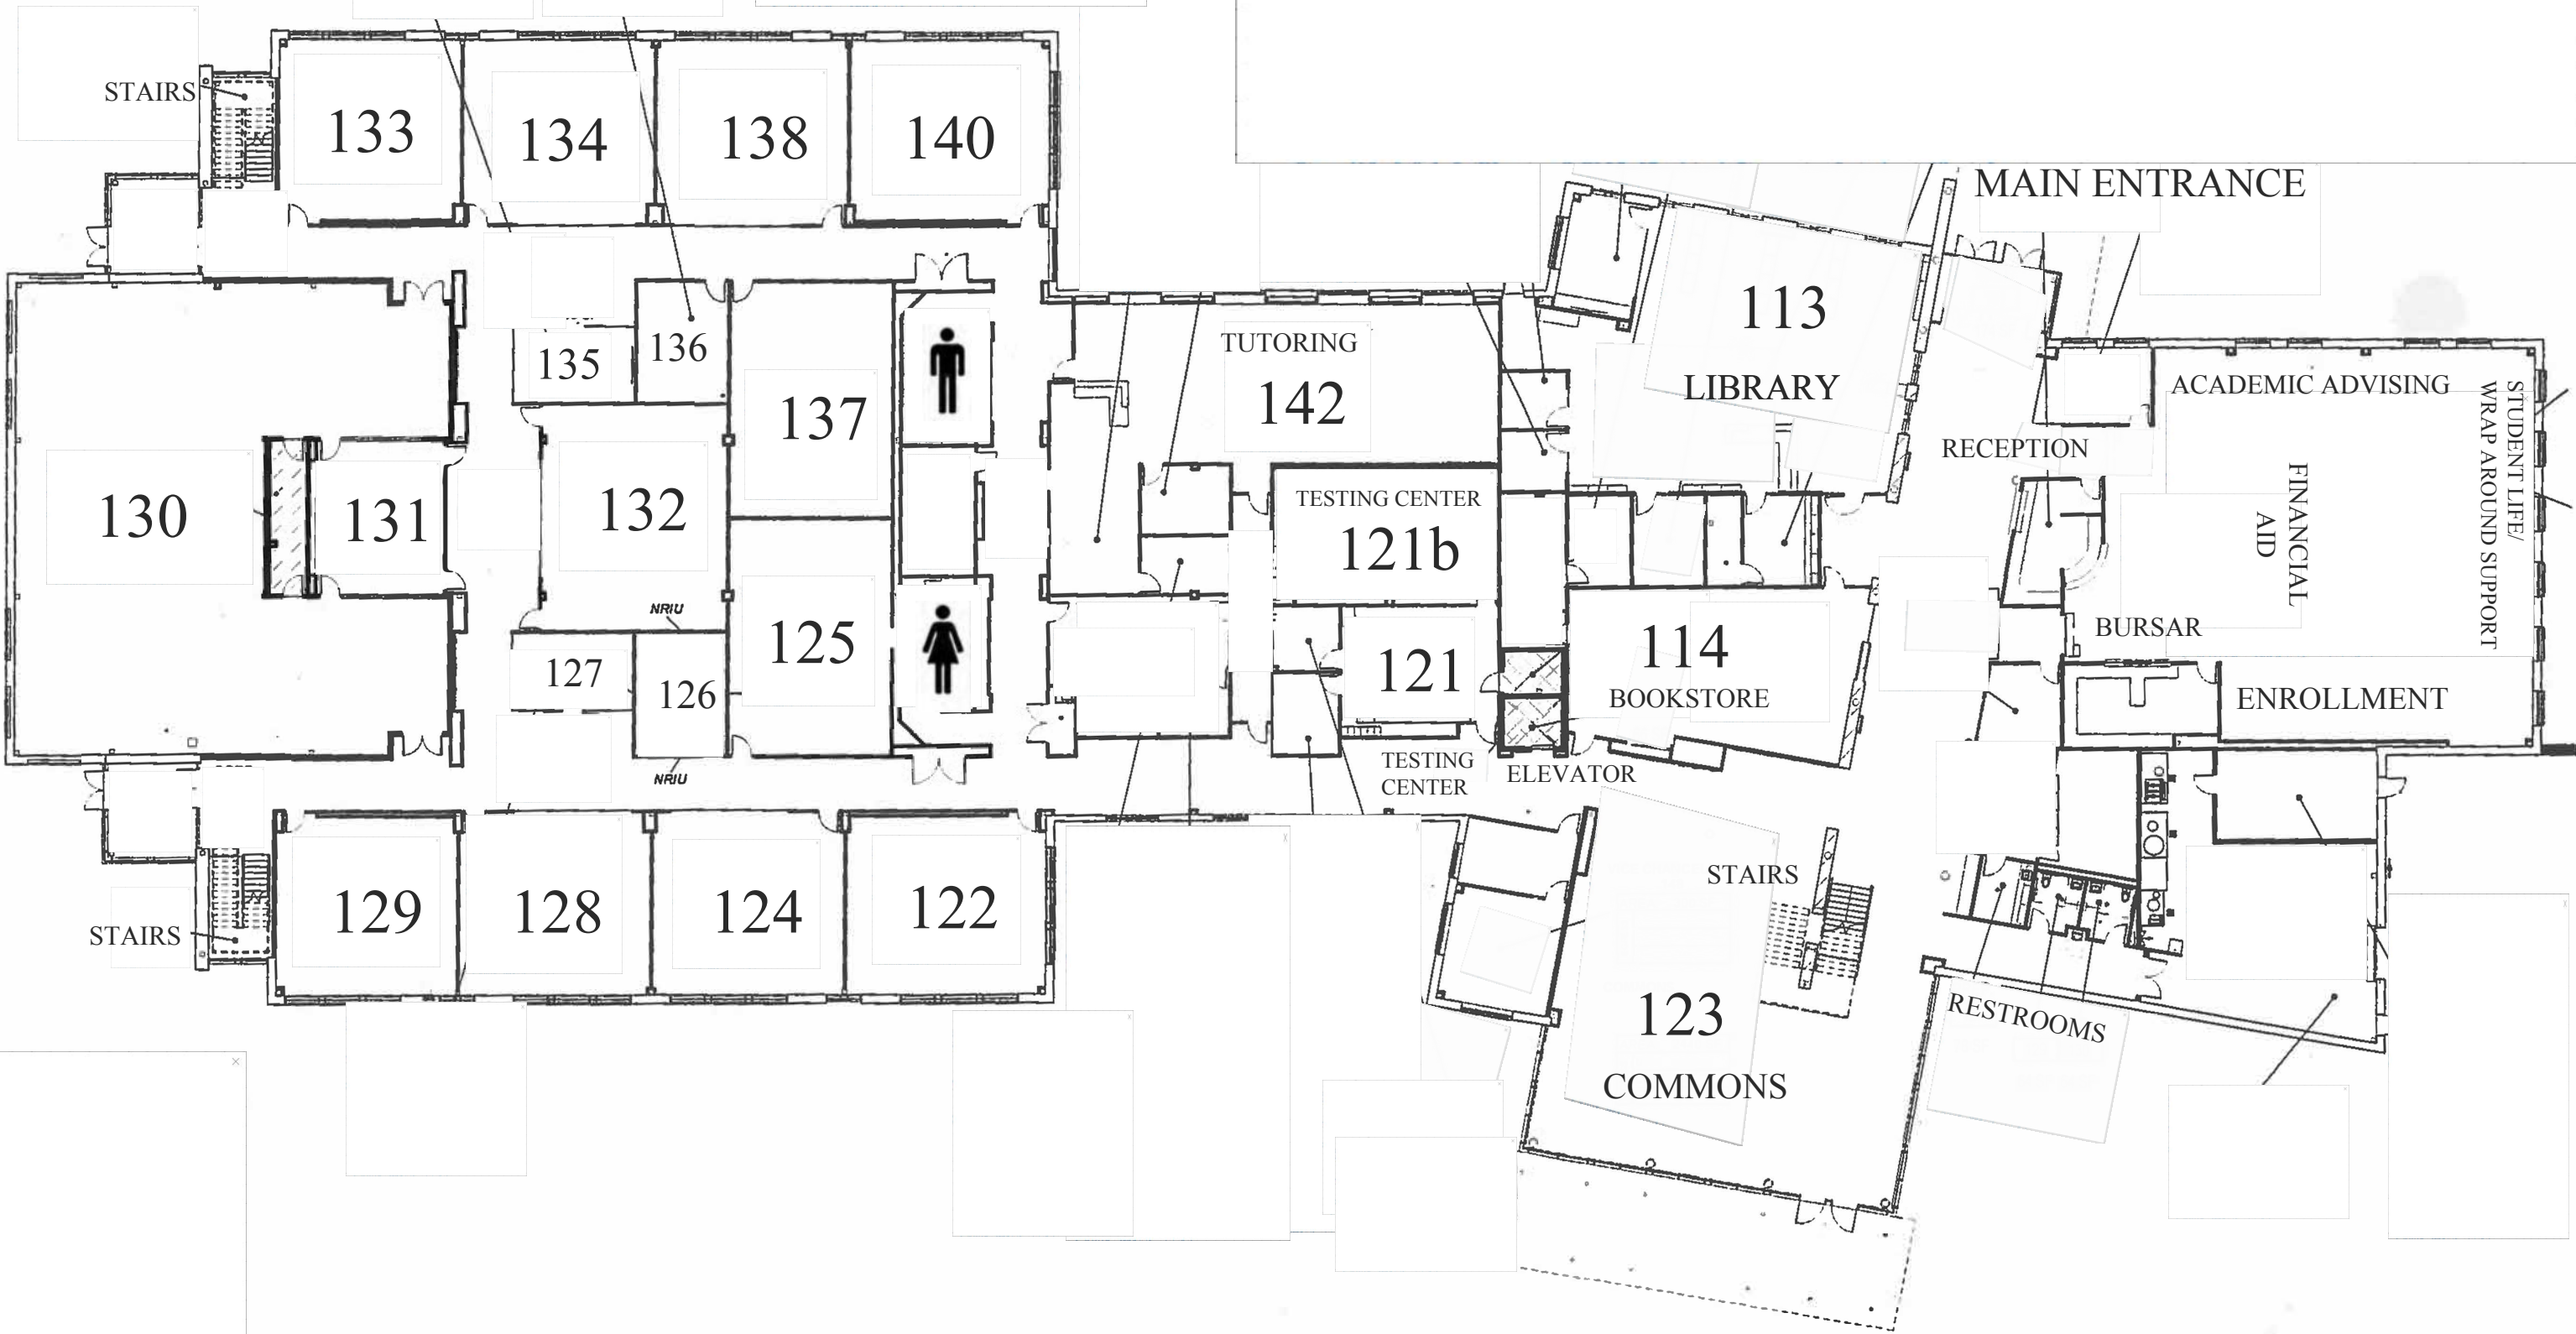 MAIN ENTRANCE
STAIRS
133
134
138
140
113
LIBRARY
TUTORING
142
135
136
137
ACADEMIC ADVISING
STUDENT LIFE/
WRAP AROUND SUPPORT
RECEPTION
FINANCIAL
AID
130
131
132
TESTING CENTER
121b
NRIU
125
127
126
121
114
BOOKSTORE
BURSAR
ENROLLMENT
NRIU
TESTING
CENTER
ELEVATOR
STAIRS
129
128
124
122
STAIRS
123
COMMONS
RESTROOMS